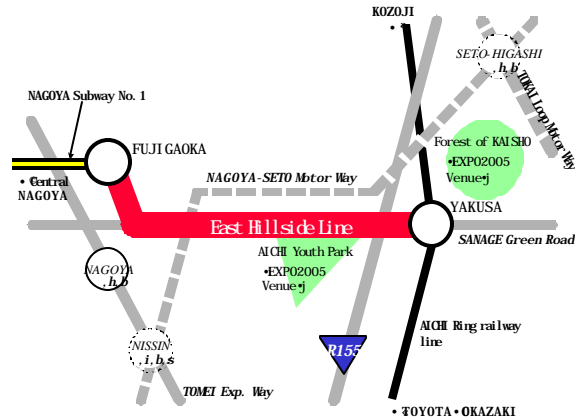 KOZOJI
SETO-HIGASHI
,h,b
NAGOYA Subway No. 1
TOKAI Loop Motor Way
FUJIGAOKA
Forest of KAISHO
•EXPO2005
Venue•j
• Central
NAGOYA
NAGOYA-SETO Motor Way
YAKUSA
East Hillside Line
SANAGE Green Road
AICHI Youth Park
•EXPO2005
Venue•j
NAGOYA
,h,b
AICHI Ring railway
line
NISSIN
,i,b,s
R155
TOMEI Exp. Way
• TOYOTA • OKAZAKI